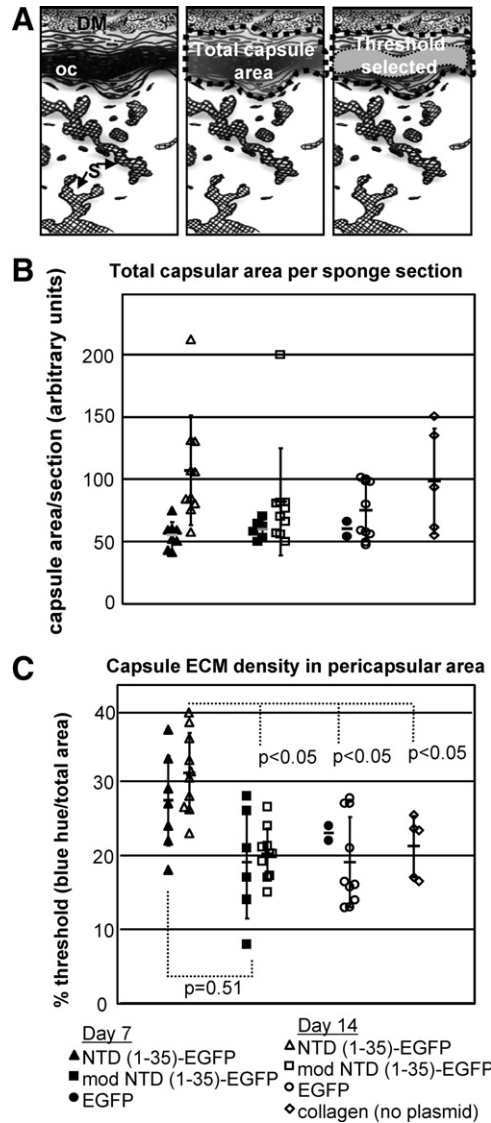 A
DM
oc
S
Total capsule
area
Threshold
selected
B
Total capsular area per sponge section
capsule area/section (arbitrary units)
200
150
100
50
0
C
Capsule ECM density in pericapsular area
% threshold (blue hue/total area)
40
30
20
10
0
p<0.05
p<0.05
p<0.05
p=0.51
Day 7
NTD (1-35)-EGFP
mod NTD (1-35)-EGFP
EGFP
Day 14
NTD (1-35)-EGFP
mod NTD (1-35)-EGFP
EGFP
collagen (no plasmid)